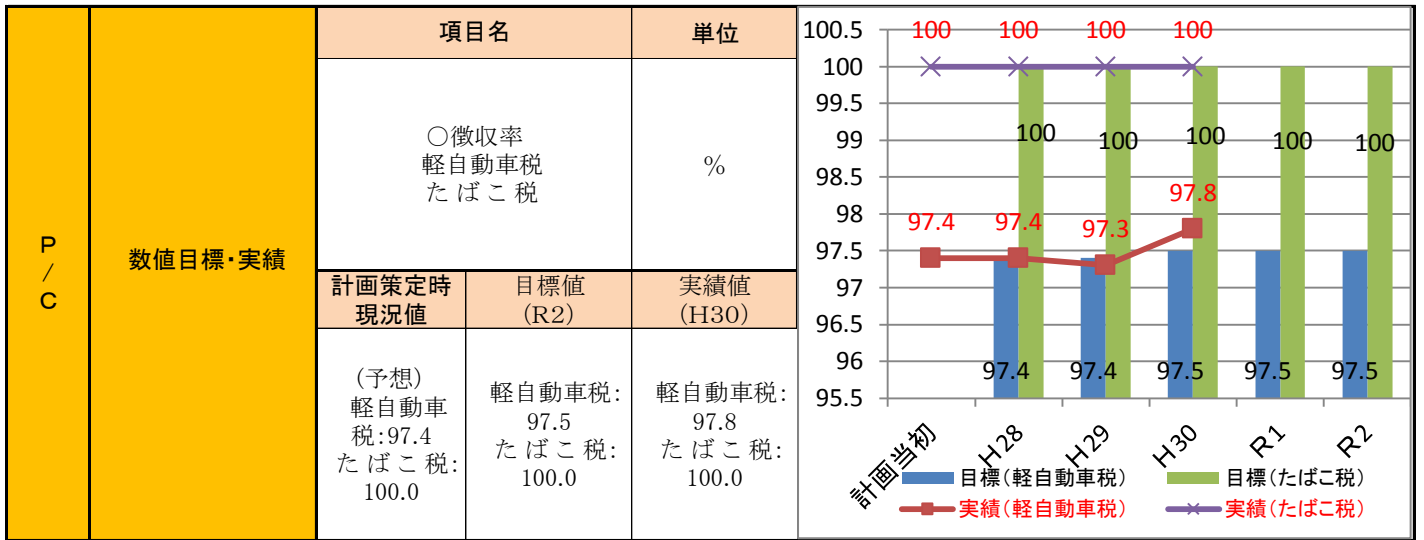 P
/
C
数値目標・実績
項目名
単位
○徴収率
軽自動車税
たばこ税
%
計画策定時
現況値
目標値
(R2)
実績値
(H30)
(予想)
軽自動車
税:97.4
たばこ税:
100.0
軽自動車税:
97.5
たばこ税:
100.0
軽自動車税:
97.8
たばこ税:
100.0
100.5
100
99.5
99
98.5
98
97.5
97
96.5
96
95.5
100 100 100 100
100 100 100 100 100
97.4 97.4 97.3 97.8
97.4 97.4 97.5 97.5 97.5
計画当初 H28 H29 H30 R1 R2
目標(軽自動車税) 目標(たばこ税)
実績(軽自動車税) 実績(たばこ税)